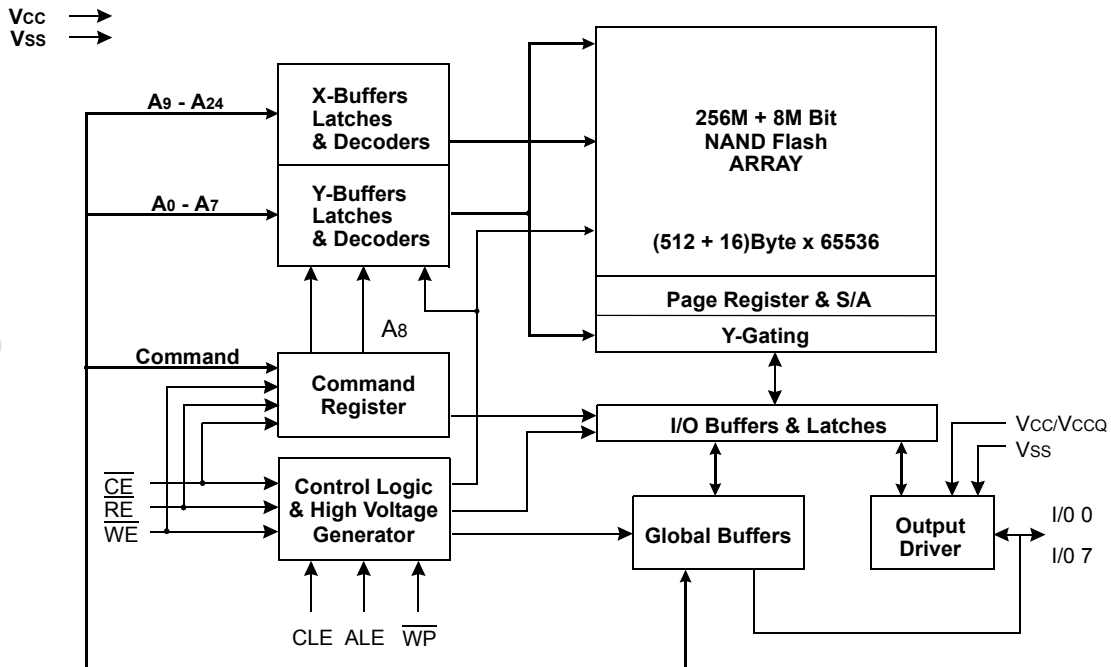 VCC
VSS
A9 - A24
X-Buffers
Latches
& Decoders
A0 - A7
Y-Buffers
Latches
& Decoders
256M + 8M Bit
NAND Flash
ARRAY
(512 + 16)Byte x 65536
Page Register & S/A
Y-Gating
A8
Command
Command
Register
I/O Buffers & Latches
VCC/VCCQ
VSS
CE
RE
WE
Control Logic
& High Voltage
Generator
Global Buffers
Output
Driver
I/0 0
I/0 7
CLE ALE WP